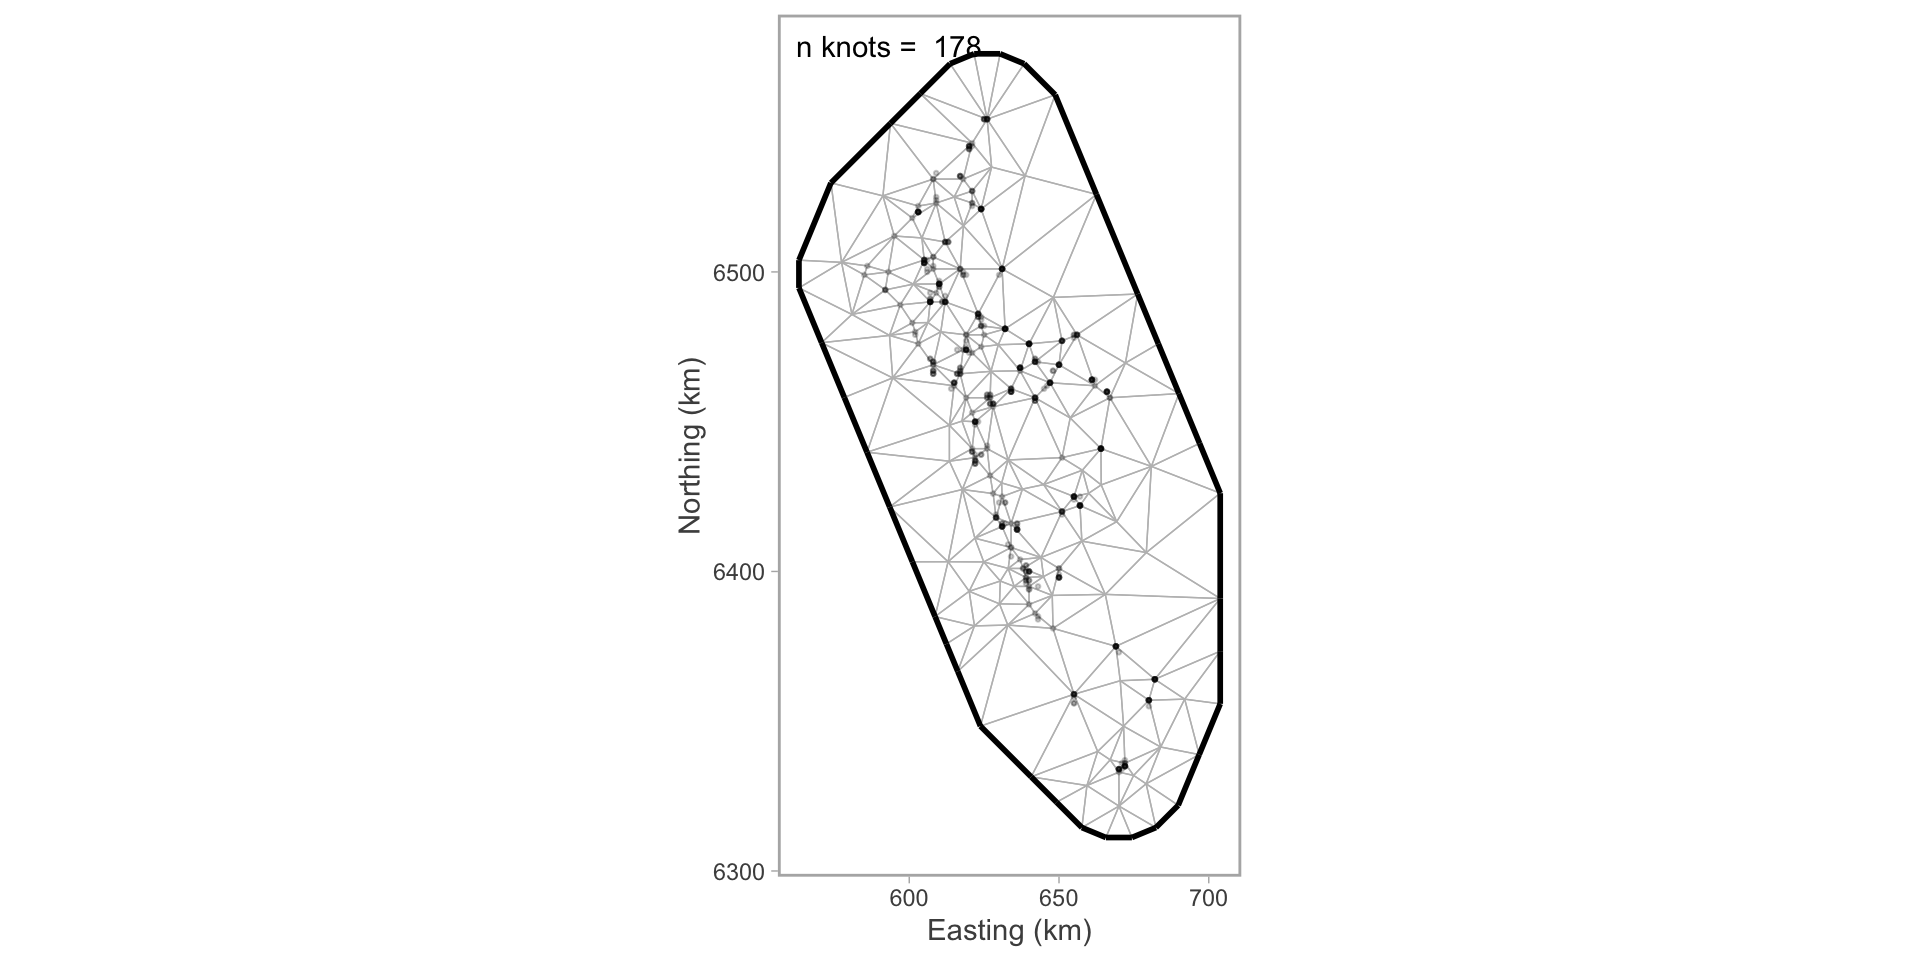 n knots = 178
Northing (km)
6500
6400
6300
600 650 700
Easting (km)